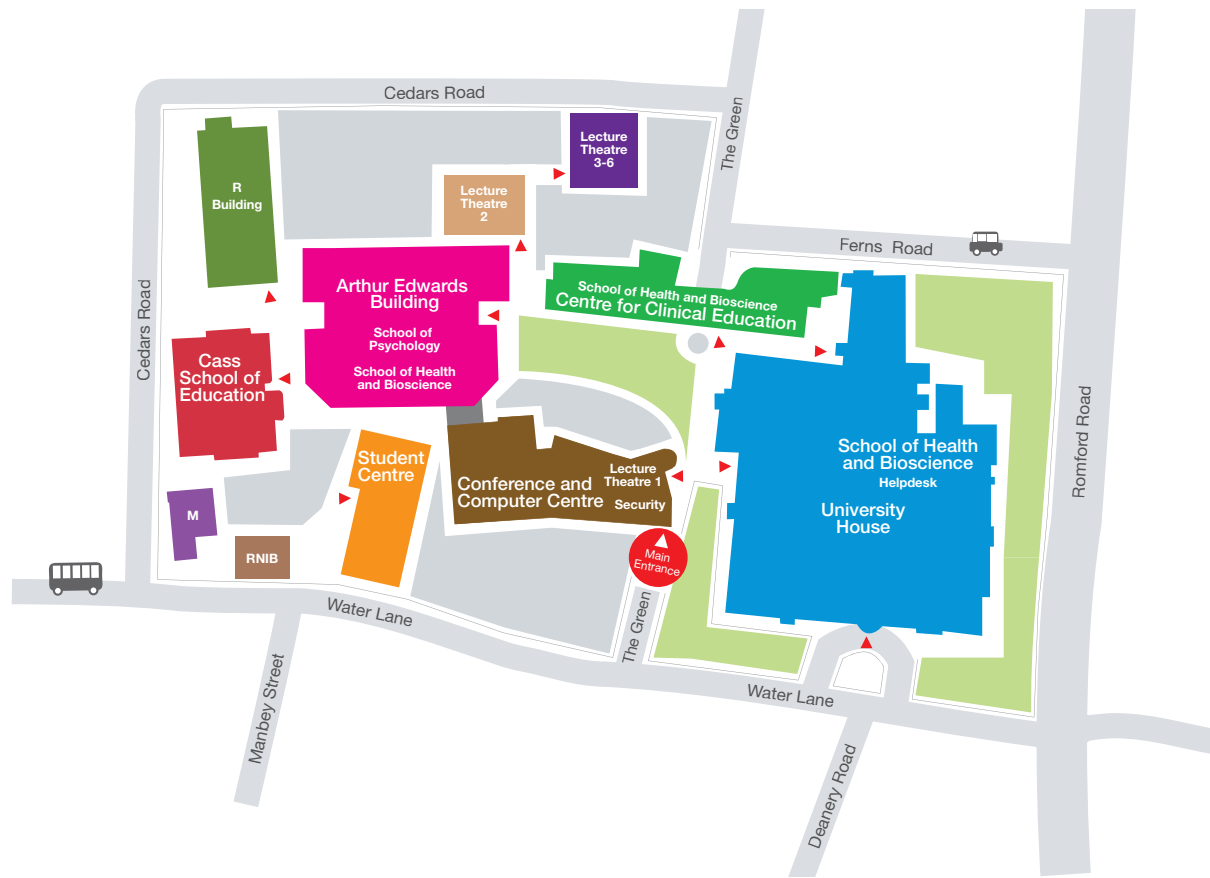 Cedars Road
The Green
Lecture
Theatre
3-6
R
Building
Lecture
Theatre
2
Ferns Road
Arthur Edwards
Building
School of
Psychology
School of Health
and Bioscience
School of Health and Bioscience
Centre for Clinical Education
Cedars Road
Cass
School of
Education
Romford Road
Student
Centre
Conference and
Computer Centre
Lecture
Theatre 1
Security
School of Health
and Bioscience
Helpdesk
University
House
M
RNIB
Main
Entrance
Water Lane
The Green
Manbey Street
Water Lane
Deanery Road